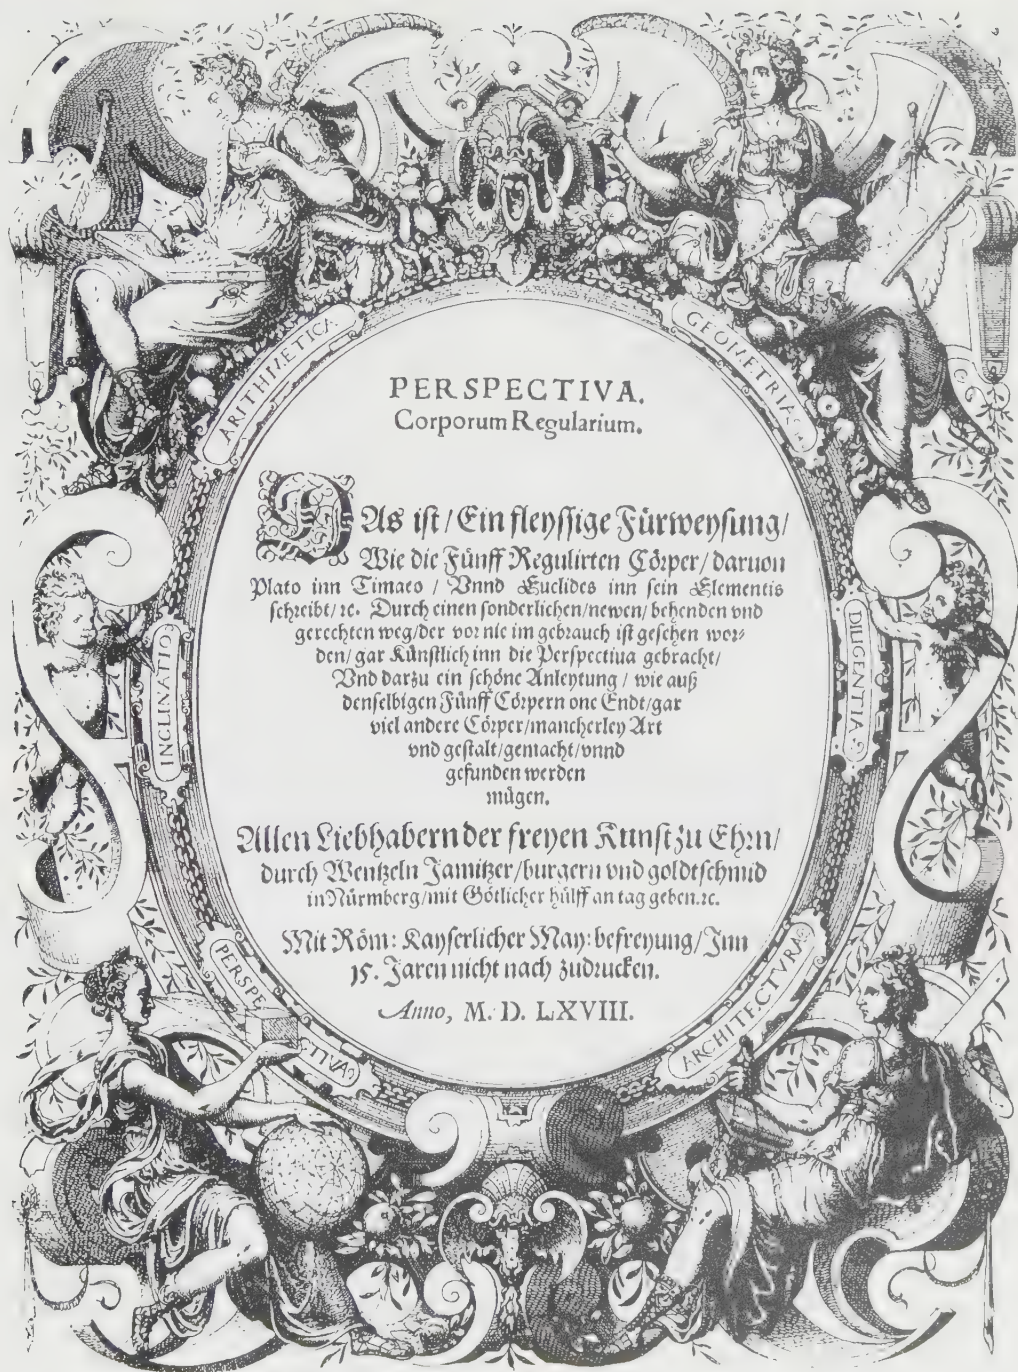 ARITHMETICA.
GEOMETRIA.
PERSPECTIVA.
Corporum Regularium.
DAs ist / Ein fleyssige Fürweysung /
Wie die Fünff Regulirten Cörper / daruon
Plato inn Timaeo / Vnnd Euclides inn sein Elementis
schreibt / ꝛc. Durch einen sonderlichen / newen / behenden vnd
gerechten weg / der vor nie im gebrauch ist gesehen wor-
den / gar Künstlich inn die Perspectiua gebracht /
Vnd darzu ein schöne Anleytung / wie auß
denselbigen Fünff Cörpern one Endt / gar
viel andere Cörper / mancherley Art
vnd gestalt / gemacht / vnnd
gefunden werden
mügen.
INCLINATIO
DILIGENTIA
Allen Liebhabern der freyen Kunst zu Ehrn /
durch Wentzeln Jamitzer / burgern vnd goldtschmid
in Nürmberg / mit Götlicher hülff an tag geben. ꝛc.
Mit Röm: Kayserlicher May: befreyung / Inn
15. Jaren nicht nach zudrucken.
Anno, M. D. LXVIII.
PERSPE TIVA
ARCHITECTVRA